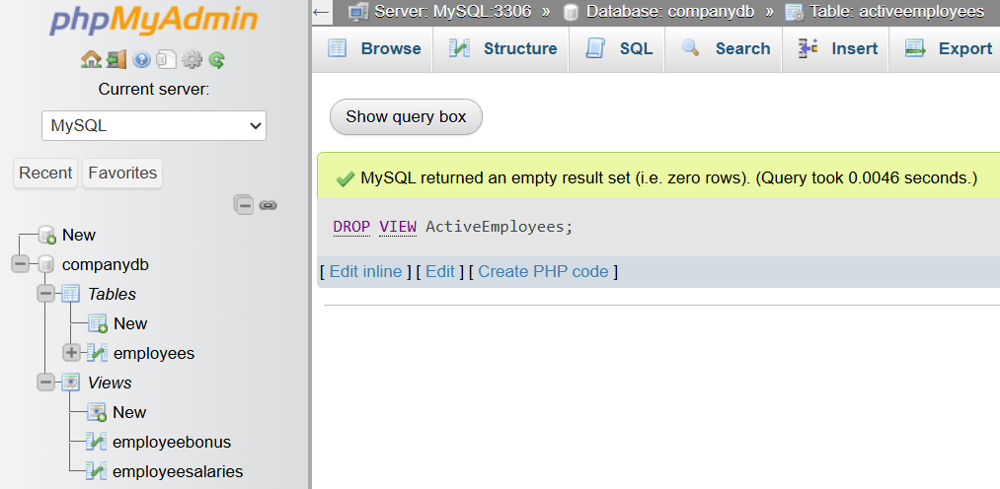 phpMyAdmin
Current server:
MySQL
Recent Favorites
New
companydb
Tables
New
employees
Views
New
employeebonus
employeesalaries
Server: MySQL:3306 » Database: companydb » Table: activeemployees
Browse Structure SQL Search Insert Export
Show query box
MySQL returned an empty result set (i.e. zero rows). (Query took 0.0046 seconds.)
DROP VIEW ActiveEmployees;
[ Edit inline ] [ Edit ] [ Create PHP code ]